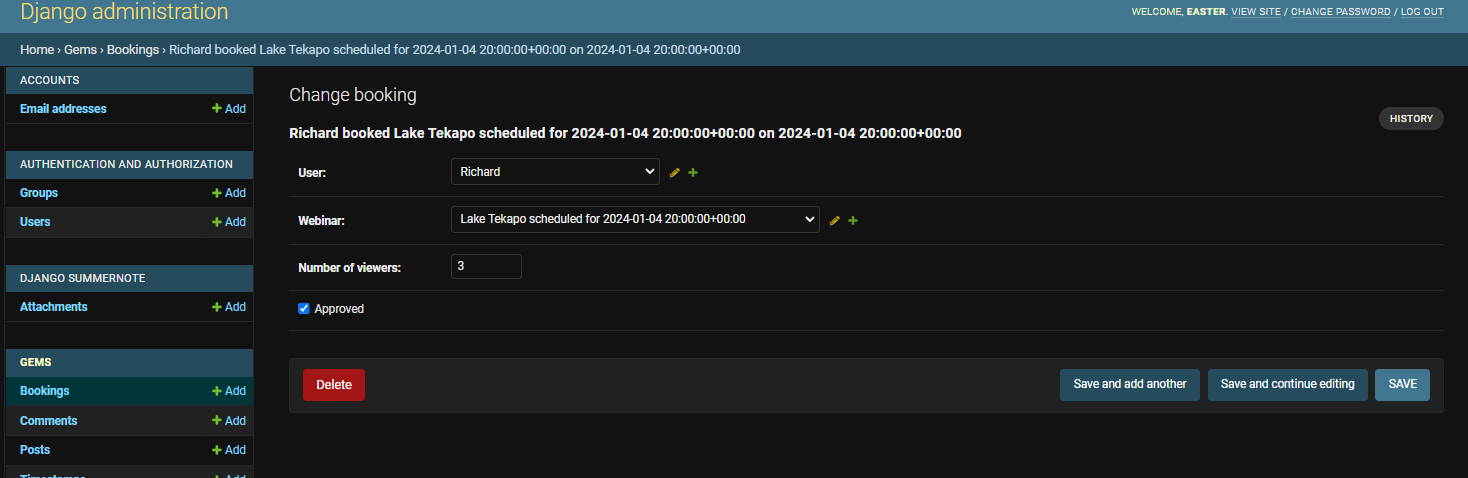 Django administration
WELCOME, EASTER. VIEW SITE / CHANGE PASSWORD / LOG OUT
Home › Gems › Bookings › Richard booked Lake Tekapo scheduled for 2024-01-04 20:00:00+00:00 on 2024-01-04 20:00:00+00:00
ACCOUNTS
Email addresses + Add
AUTHENTICATION AND AUTHORIZATION
Groups + Add
Users + Add
DJANGO SUMMERNOTE
Attachments + Add
GEMS
Bookings + Add
Comments + Add
Posts + Add
Timestamps + Add
Change booking
HISTORY
Richard booked Lake Tekapo scheduled for 2024-01-04 20:00:00+00:00 on 2024-01-04 20:00:00+00:00
User: Richard
Webinar: Lake Tekapo scheduled for 2024-01-04 20:00:00+00:00
Number of viewers: 3
Approved
Delete
Save and add another
Save and continue editing
SAVE